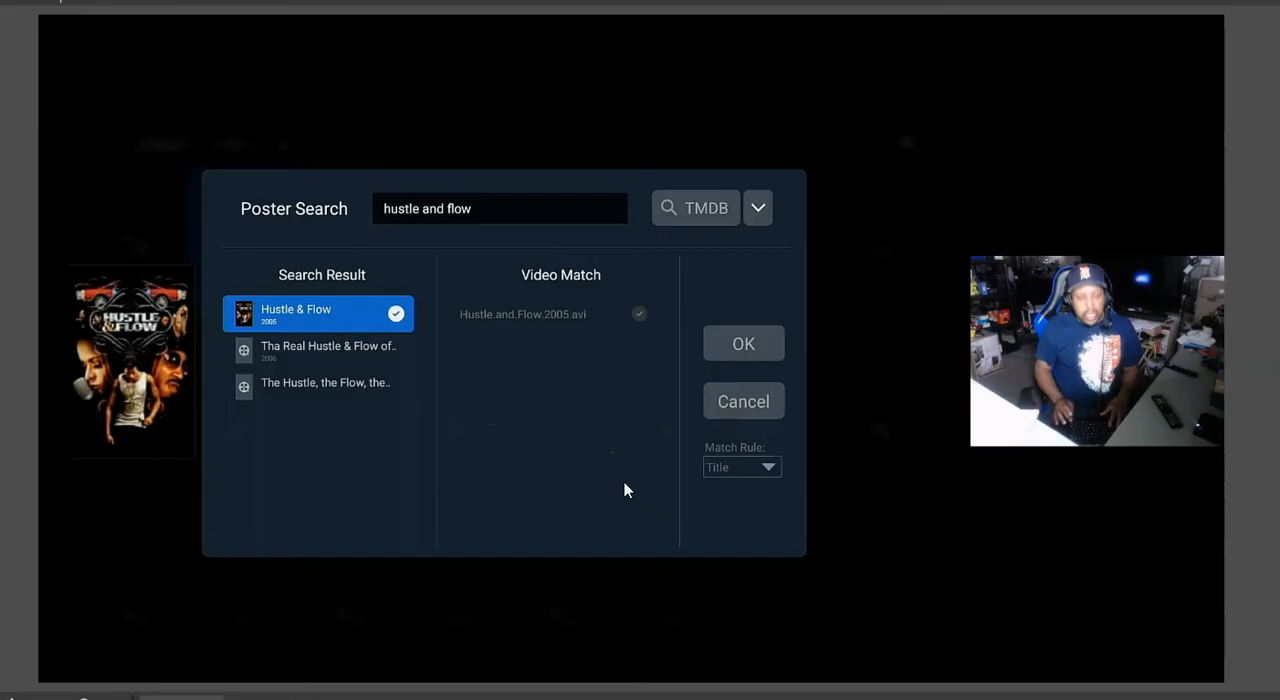 Poster Search
hustle and flow
TMDB
Search Result
Video Match
Hustle & Flow
2005
Hustle.and.Flow.2005.avi
Tha Real Hustle & Flow of..
2006
The Hustle, the Flow, the..
OK
Cancel
Match Rule:
Title
HUSTLE
& FLOW